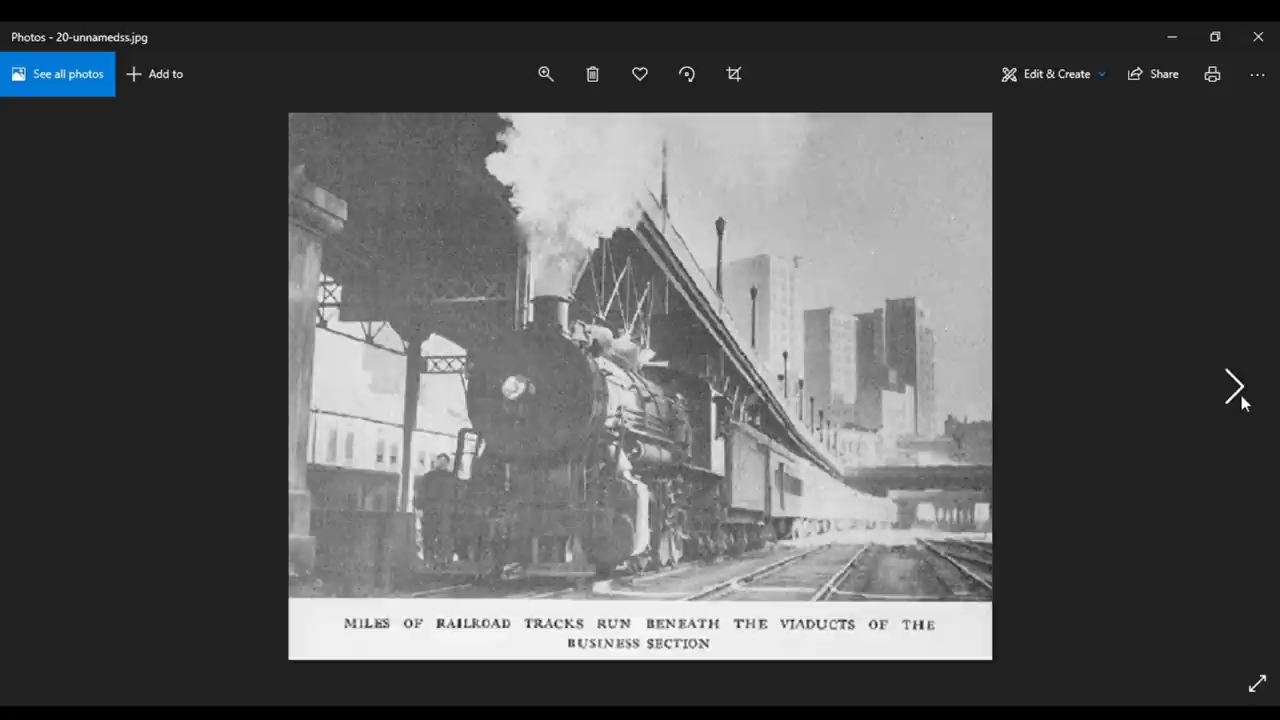 Photos - 20-unnamedss.jpg
See all photos
Add to
Edit & Create
Share
MILES OF RAILROAD TRACKS RUN BENEATH THE VIADUCTS OF THE
BUSINESS SECTION